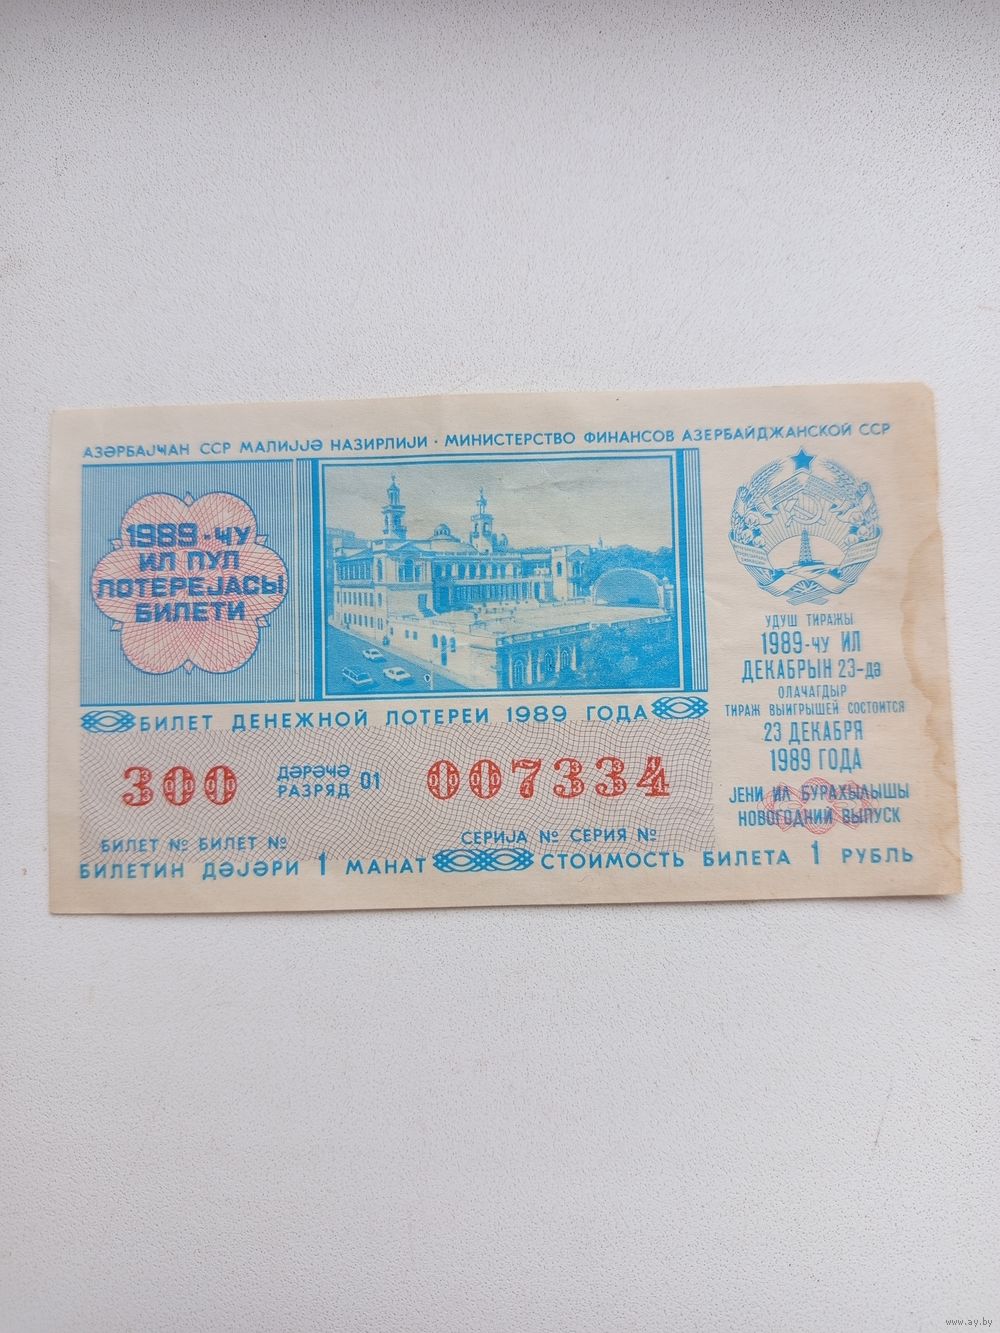 АЗӘРБАЈҸАН ССР МАЛИЈЈӘ НАЗИРЛИЈИ · МИНИСТЕРСТВО ФИНАНСОВ АЗЕРБАЙДЖАНСКОЙ ССР
1989-ЧУ
ИЛ ПУЛ
ЛОТЕРЕЈАСЫ
БИЛЕТИ
УДУШ ТИРАЖЫ
1989-ЧУ ИЛ
ДЕКАБРЫН 23-дә
ОЛАЧАГДЫР
ТИРАЖ ВЫИГРЫШЕЙ СОСТОИТСЯ
23 ДЕКАБРЯ
1989 ГОДА
ЈЕНИ ИЛ БУРАХЫЛЫШЫ
НОВОГОДНИЙ ВЫПУСК
БИЛЕТ ДЕНЕЖНОЙ ЛОТЕРЕИ 1989 ГОДА
300 ДӘРӘҸӘ РАЗРЯД 01 007334
БИЛЕТ № БИЛЕТ № СЕРИЈА № СЕРИЯ №
БИЛЕТИН ДӘЈӘРИ 1 МАНАТ СТОИМОСТЬ БИЛЕТА 1 РУБЛЬ
www.ay.by